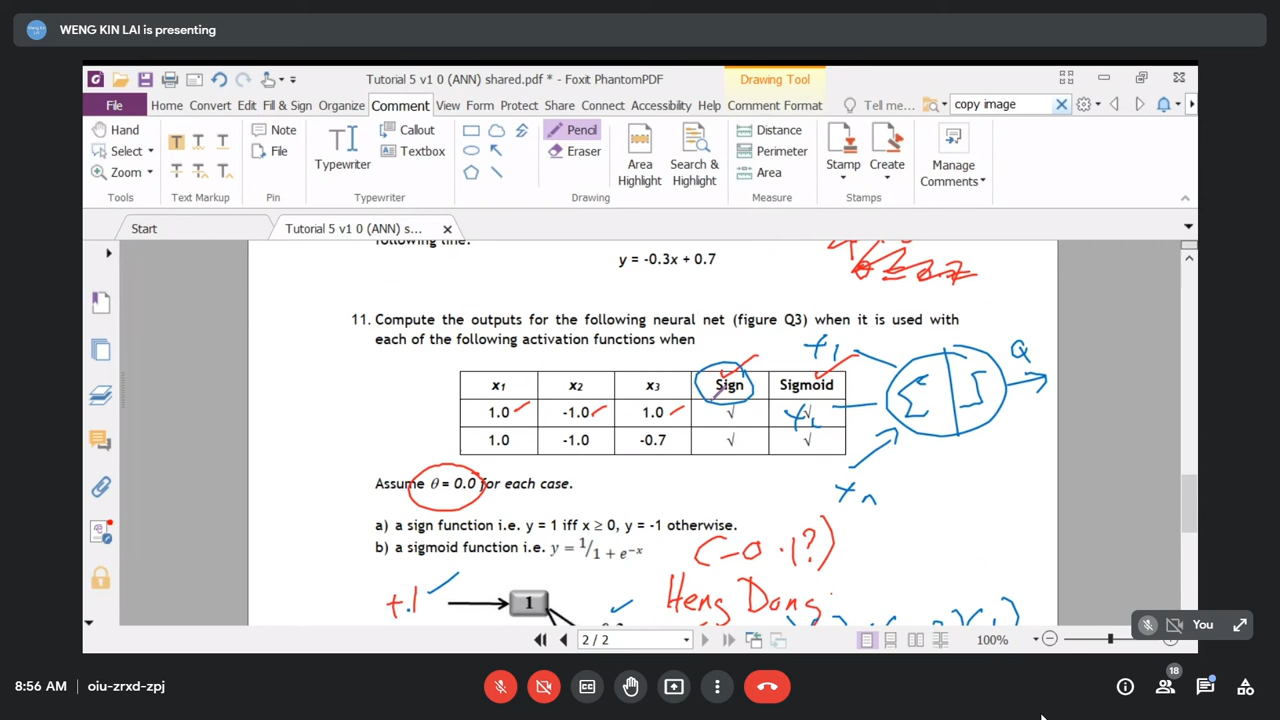 WENG KIN LAI is presenting
Tutorial 5 v1 0 (ANN) shared.pdf * - Foxit PhantomPDF
Drawing Tool
File Home Convert Edit Fill & Sign Organize Comment View Form Protect Share Connect Accessibility Help Comment Format Tell me... copy image
Hand
Select
Zoom
Tools
Text Markup
Note
File
Pin
Typewriter
Callout
Textbox
Typewriter
Pencil
Eraser
Area Highlight
Search & Highlight
Drawing
Distance
Perimeter
Area
Measure
Stamp
Create
Stamps
Manage Comments
Start
Tutorial 5 v1 0 (ANN) s...
following line.
y = -0.3x + 0.7
11. Compute the outputs for the following neural net (figure Q3) when it is used with
each of the following activation functions when
x1 x2 x3 Sign Sigmoid
1.0 -1.0 1.0 √ √
1.0 -1.0 -0.7 √ √
x1
Q
Σ
xn
Assume θ = 0.0 for each case.
a) a sign function i.e. y = 1 iff x ≥ 0, y = -1 otherwise.
b) a sigmoid function i.e. y = 1/1 + e^-x
(-0.1?)
Heng Dong
+1
1
2 / 2
100%
You
8:56 AM oiu-zrxd-zpj
18